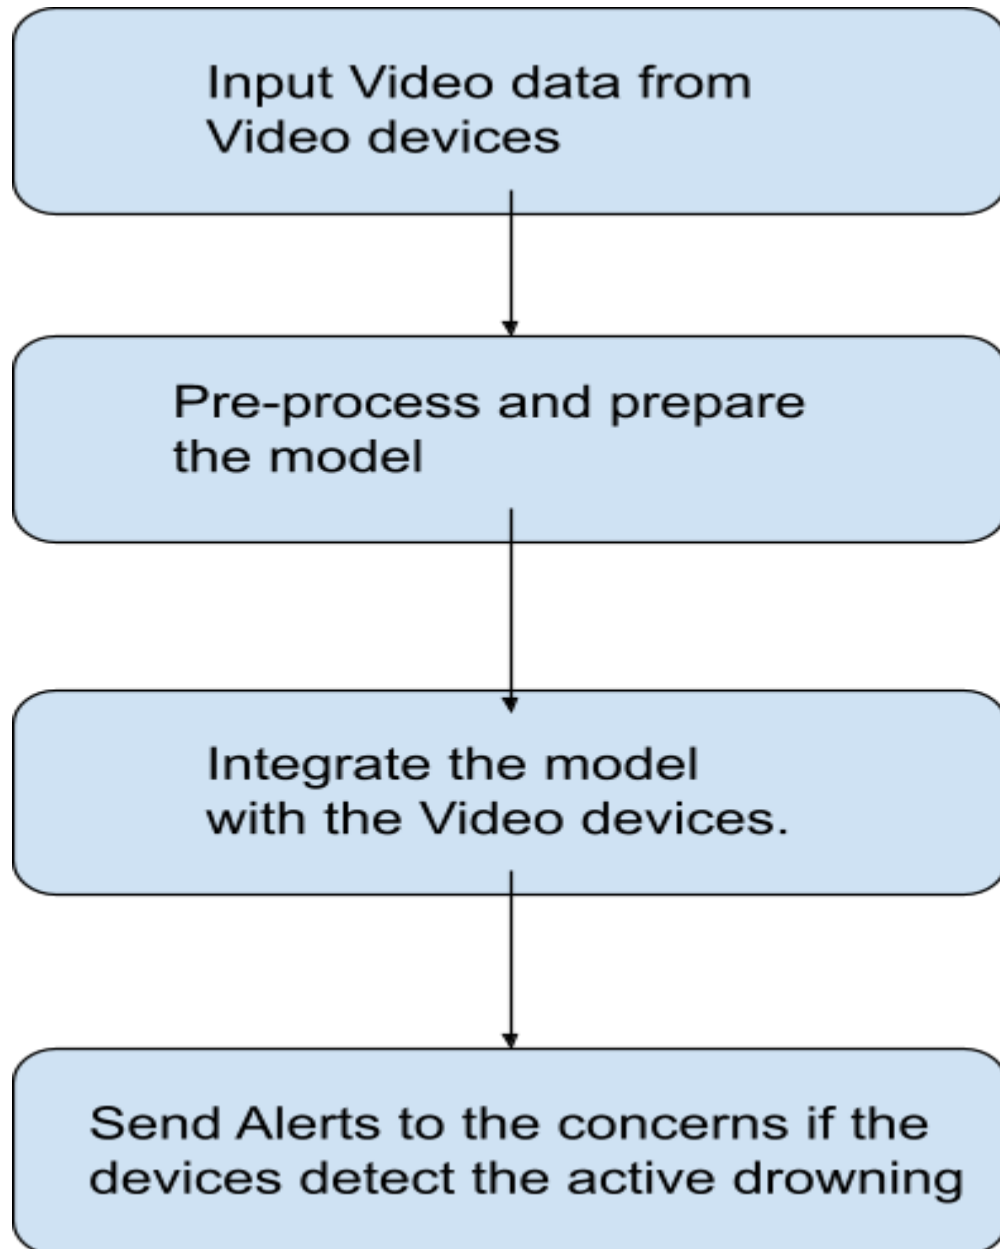 Input Video data from
Video devices
Pre-process and prepare
the model
Integrate the model
with the Video devices.
Send Alerts to the concerns if the
devices detect the active drowning